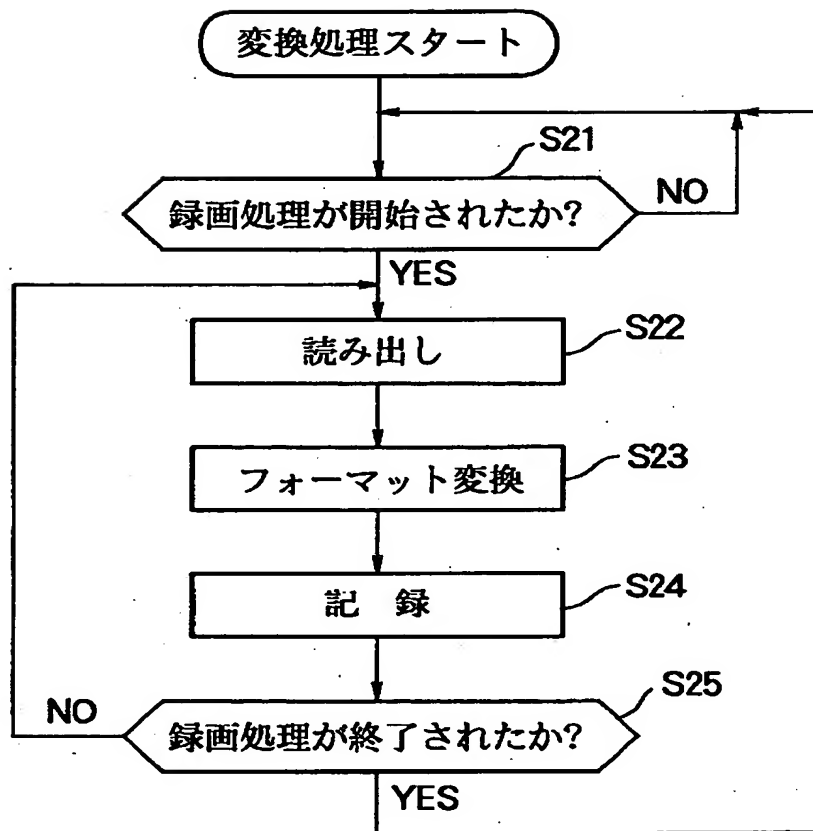 変換処理スタート
S21
録画処理が開始されたか?
NO
YES
読み出し
S22
フォーマット変換
S23
記 録
S24
S25
NO
録画処理が終了されたか?
YES